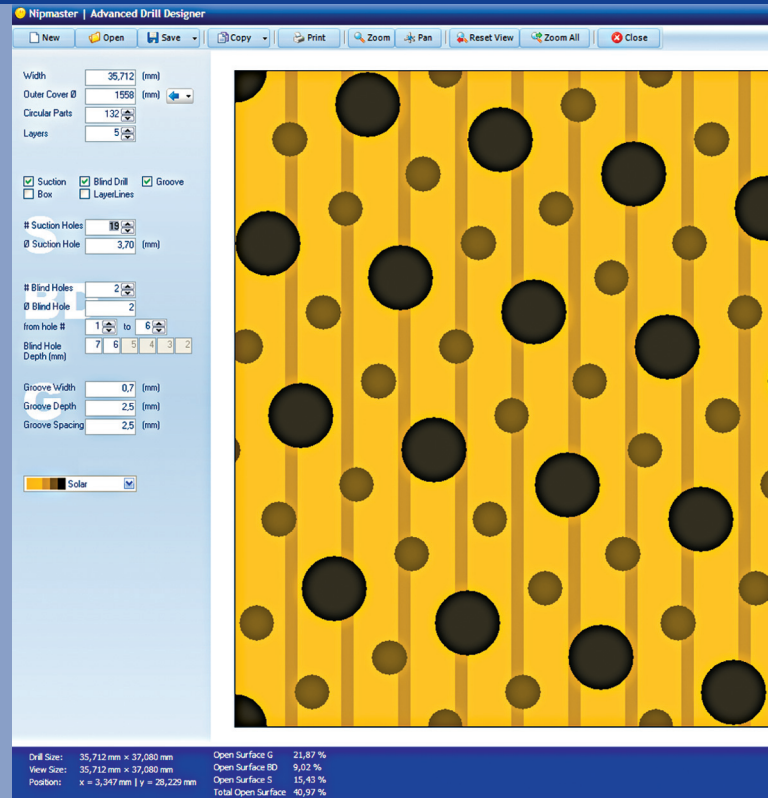 Nipmaster | Advanced Drill Designer
New Open Save Copy Print Zoom Pan Reset View Zoom All Close
Width 35,712 (mm)
Outer Cover Ø 1558 (mm)
Circular Parts 132
Layers 5
Suction Blind Drill Groove
Box LayerLines
S
# Suction Holes 19
Ø Suction Hole 3,70 (mm)
BD
# Blind Holes 2
Ø Blind Hole 2
from hole # 1 to 6
Blind Hole 7 6 5 4 3 2
Depth (mm)
G
Groove Width 0,7 (mm)
Groove Depth 2,5 (mm)
Groove Spacing 2,5 (mm)
Solar
Drill Size: 35,712 mm × 37,080 mm
View Size: 35,712 mm × 37,080 mm
Position: x = 3,347 mm | y = 28,229 mm
Open Surface G 21,87 %
Open Surface BD 9,02 %
Open Surface S 15,43 %
Total Open Surface 40,97 %